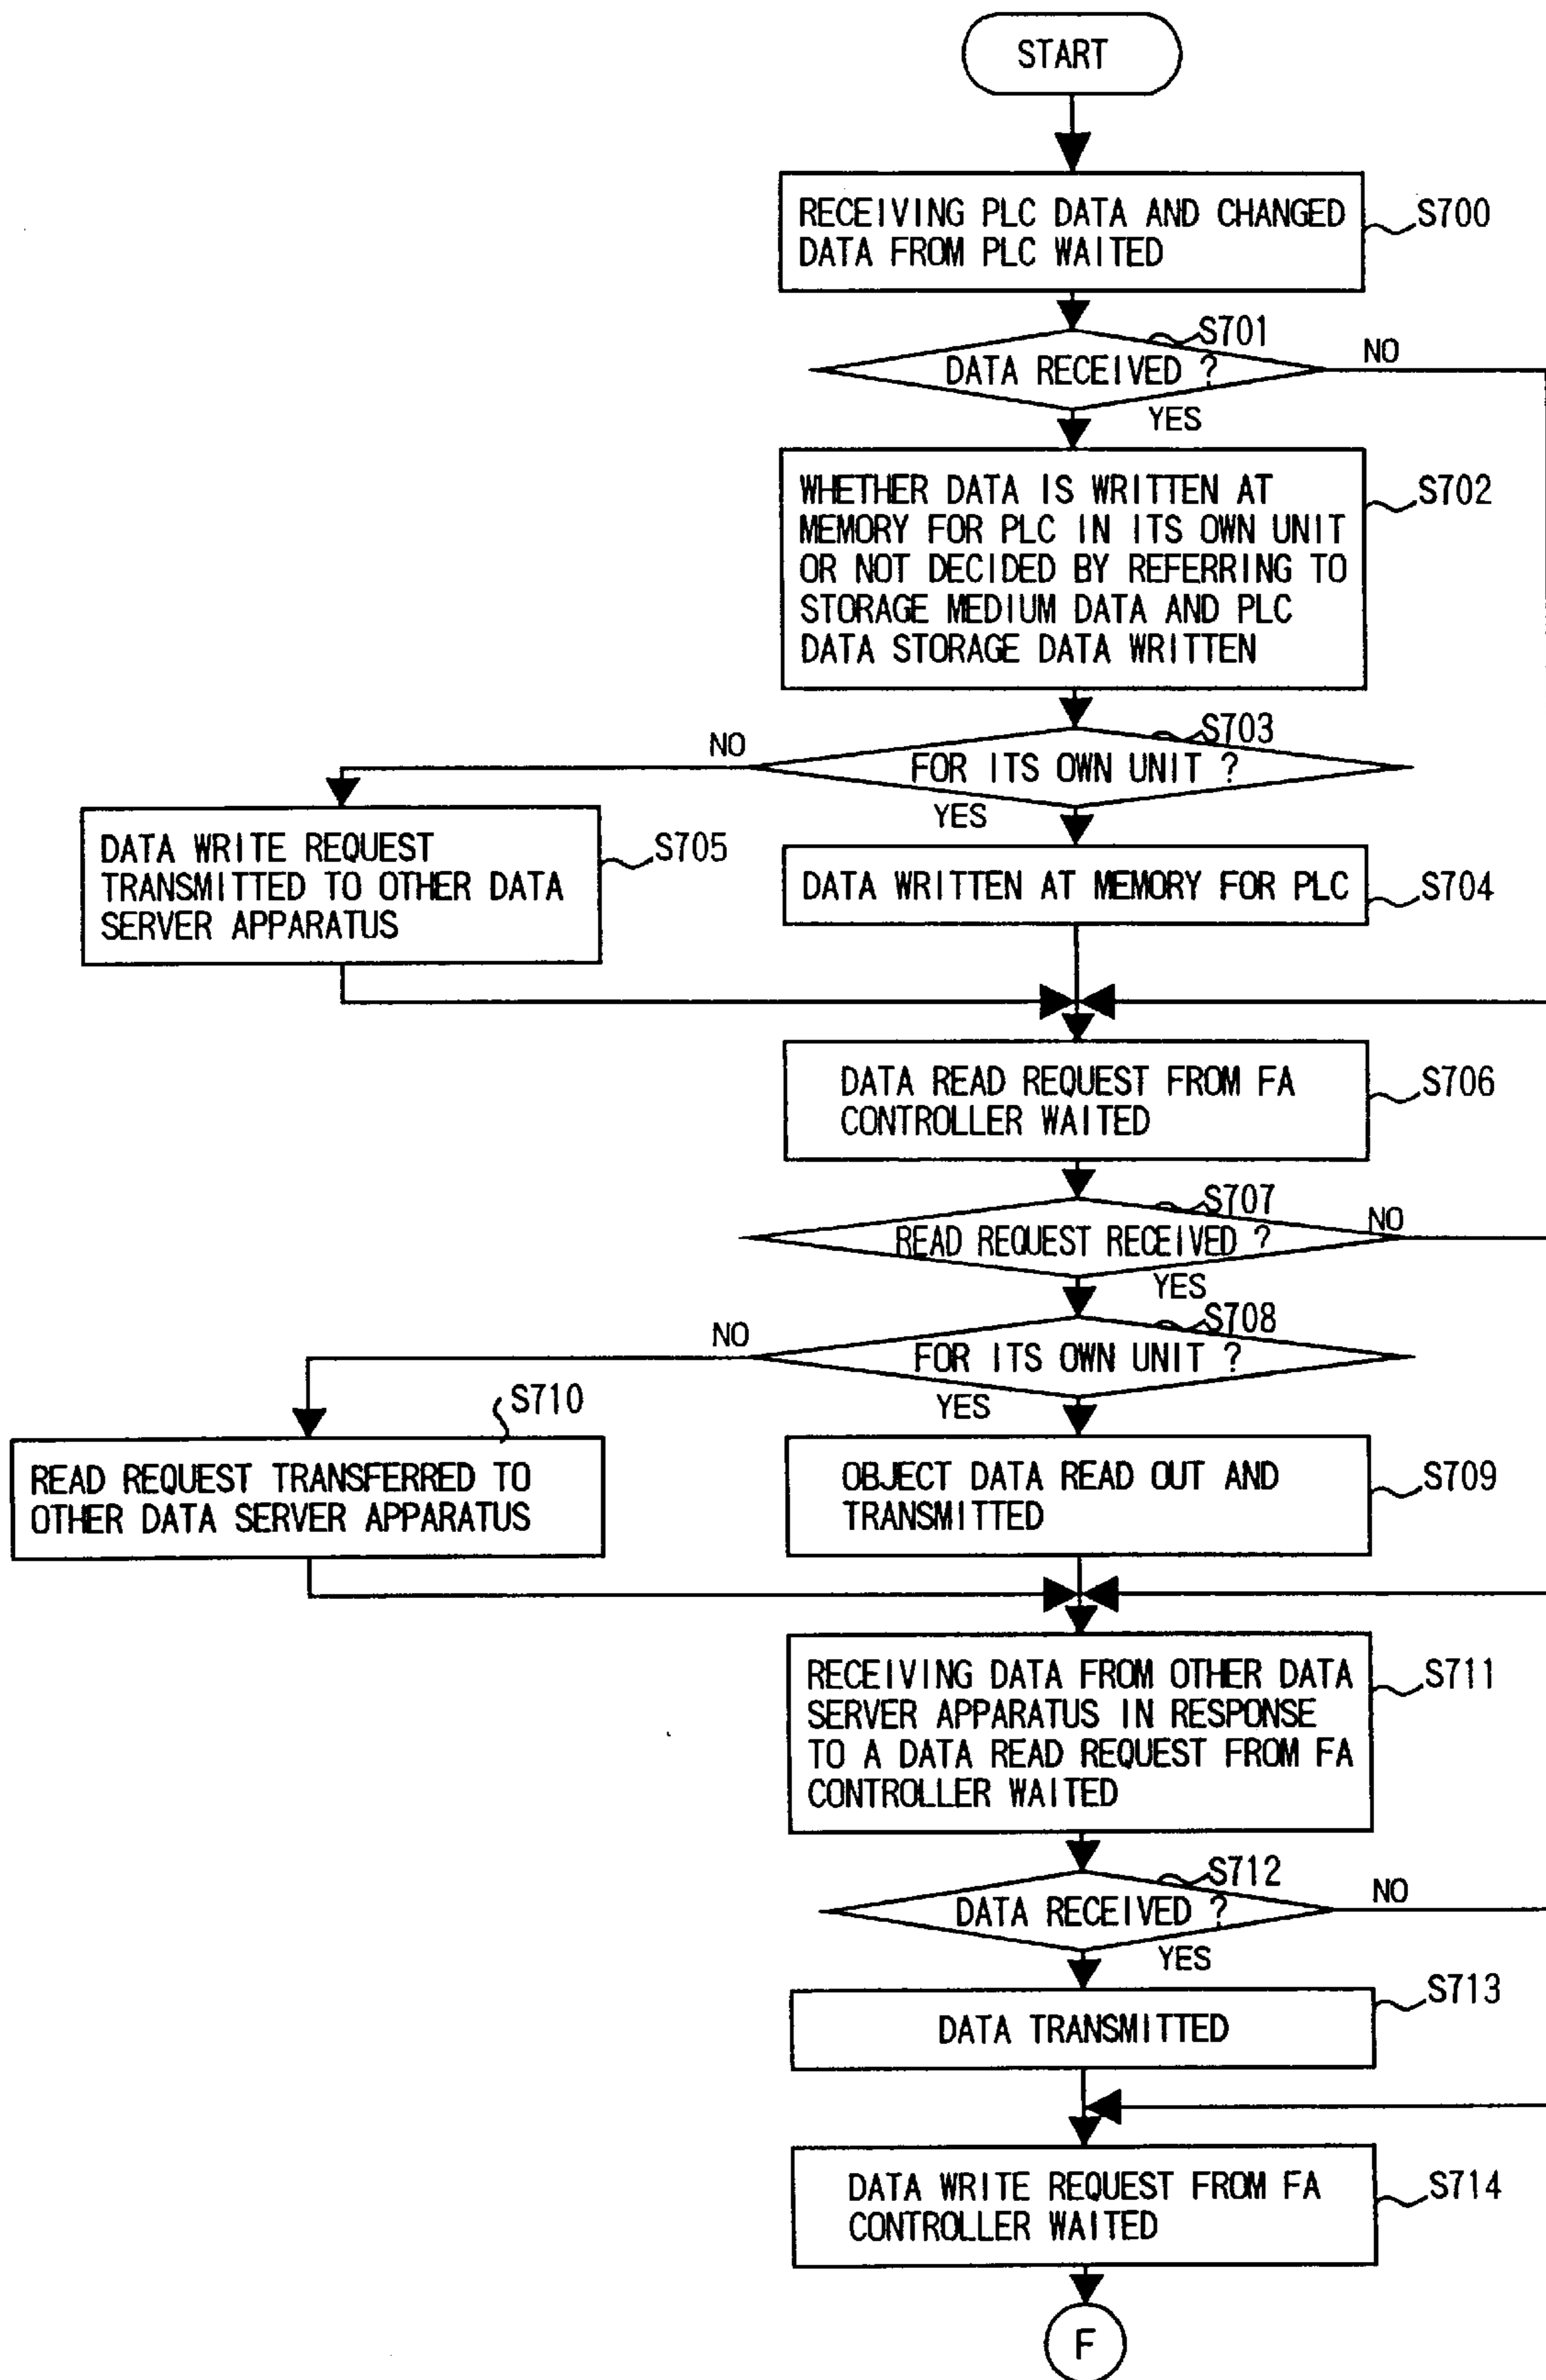 START
RECEIVING PLC DATA AND CHANGED
DATA FROM PLC WAITED
S700
S701
DATA RECEIVED ?
NO
YES
WHETHER DATA IS WRITTEN AT
MEMORY FOR PLC IN ITS OWN UNIT
OR NOT DECIDED BY REFERRING TO
STORAGE MEDIUM DATA AND PLC
DATA STORAGE DATA WRITTEN
S702
S703
NO
FOR ITS OWN UNIT ?
YES
DATA WRITE REQUEST
TRANSMITTED TO OTHER DATA
SERVER APPARATUS
S705
DATA WRITTEN AT MEMORY FOR PLC
S704
DATA READ REQUEST FROM FA
CONTROLLER WAITED
S706
S707
READ REQUEST RECEIVED ?
NO
YES
S708
NO
FOR ITS OWN UNIT ?
YES
S710
READ REQUEST TRANSFERRED TO
OTHER DATA SERVER APPARATUS
OBJECT DATA READ OUT AND
TRANSMITTED
S709
RECEIVING DATA FROM OTHER DATA
SERVER APPARATUS IN RESPONSE
TO A DATA READ REQUEST FROM FA
CONTROLLER WAITED
S711
S712
DATA RECEIVED ?
NO
YES
DATA TRANSMITTED
S713
DATA WRITE REQUEST FROM FA
CONTROLLER WAITED
S714
F